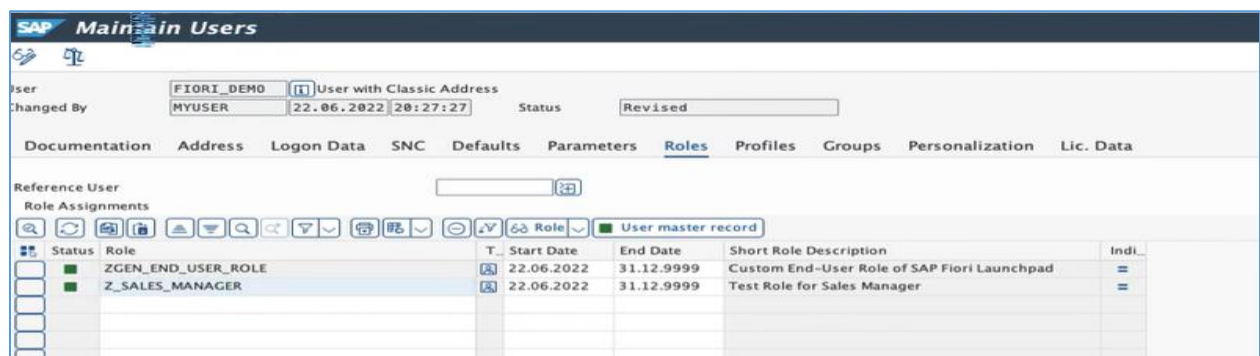 SAP Maintain Users
User FIORI_DEMO User with Classic Address
Changed By MYUSER 22.06.2022 20:27:27 Status Revised
Documentation Address Logon Data SNC Defaults Parameters Roles Profiles Groups Personalization Lic. Data
Reference User
Role Assignments
Role User master record
Status Role T.. Start Date End Date Short Role Description Indi...
ZGEN_END_USER_ROLE 22.06.2022 31.12.9999 Custom End-User Role of SAP Fiori Launchpad
Z_SALES_MANAGER 22.06.2022 31.12.9999 Test Role for Sales Manager